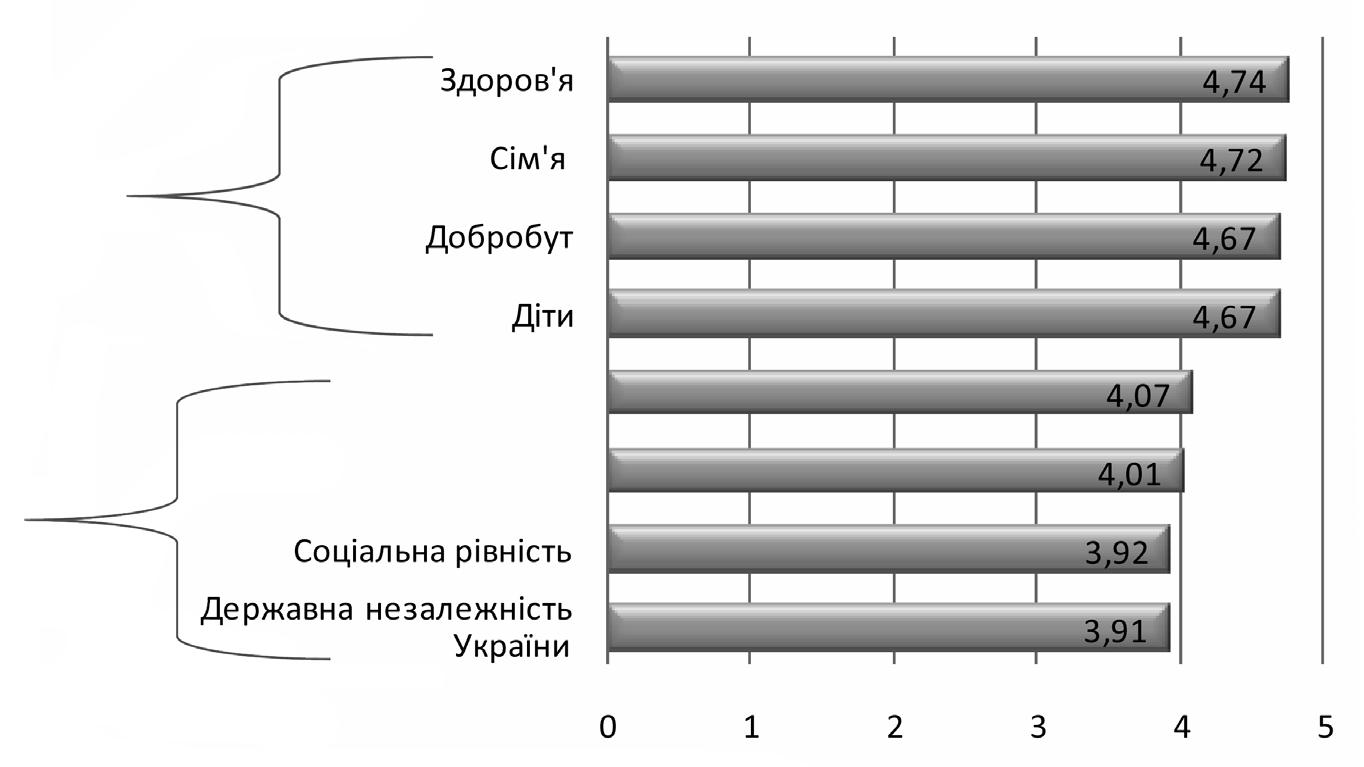 Здоров'я 4,74
Сім'я 4,72
Добробут 4,67
Діти 4,67
4,07
4,01
Соціальна рівність 3,92
Державна незалежність
України 3,91
0 1 2 3 4 5